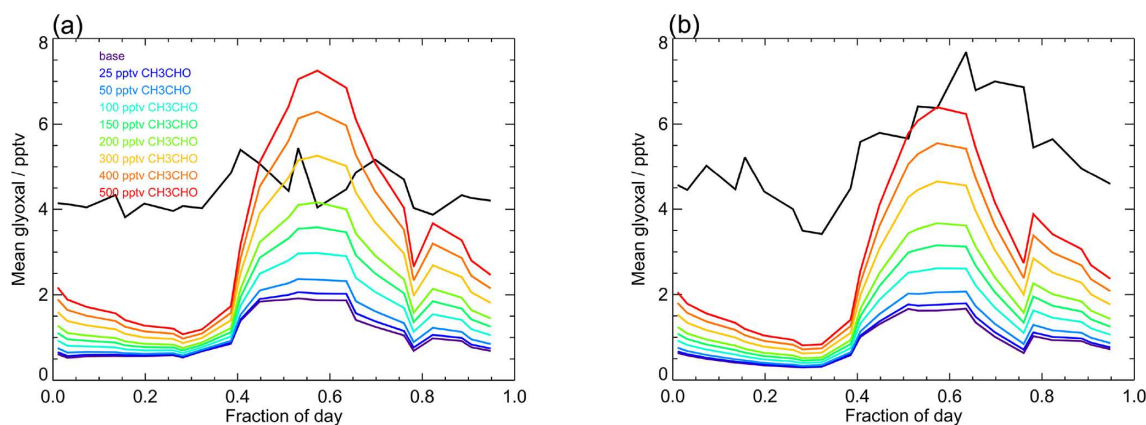 (a)
8
6
4
2
0
Mean glyoxal / pptv
base
25 pptv CH3CHO
50 pptv CH3CHO
100 pptv CH3CHO
150 pptv CH3CHO
200 pptv CH3CHO
300 pptv CH3CHO
400 pptv CH3CHO
500 pptv CH3CHO
0.0 0.2 0.4 0.6 0.8 1.0
Fraction of day
(b)
8
6
4
2
0
Mean glyoxal / pptv
0.0 0.2 0.4 0.6 0.8 1.0
Fraction of day